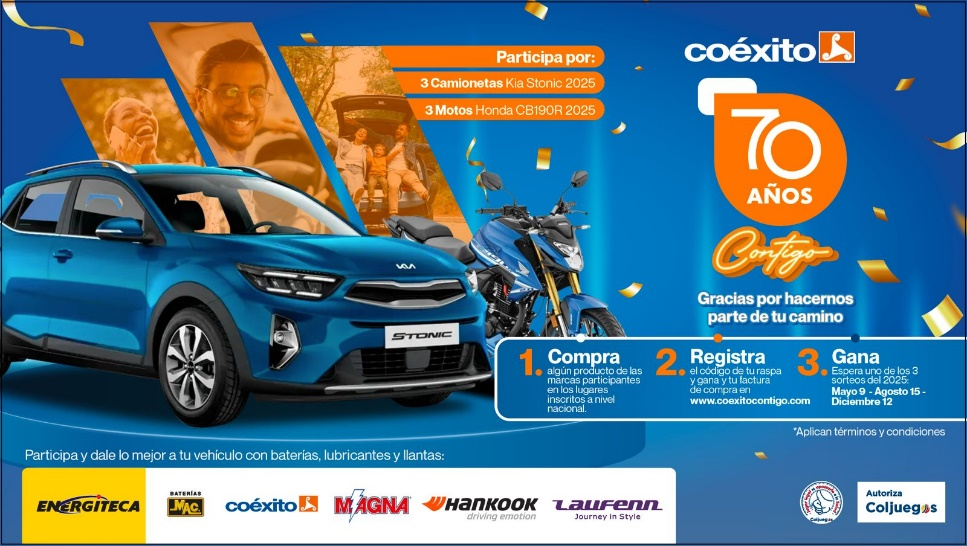 Participa por:
3 Camionetas Kia Stonic 2025
3 Motos Honda CB190R 2025
coéxito
70
AÑOS
Contigo
Gracias por hacernos
parte de tu camino
KIA
STONIC
1. Compra
algún producto de las
marcas participantes
en los lugares
inscritos a nivel
nacional.
2. Registra
el código de tu raspa
y gana y tu factura
de compra en
www.coexitocontigo.com
3. Gana
Espera uno de los 3
sorteos del 2025:
Mayo 9 - Agosto 15 -
Diciembre 12
*Aplican términos y condiciones
Participa y dale lo mejor a tu vehículo con baterías, lubricantes y llantas:
ENERGITECA
BATERÍAS
MAC
coéxito
MAGNA
HANKOOK
driving emotion
LAUFENN
Journey in Style
Coljuegos
Autoriza
Coljuegos